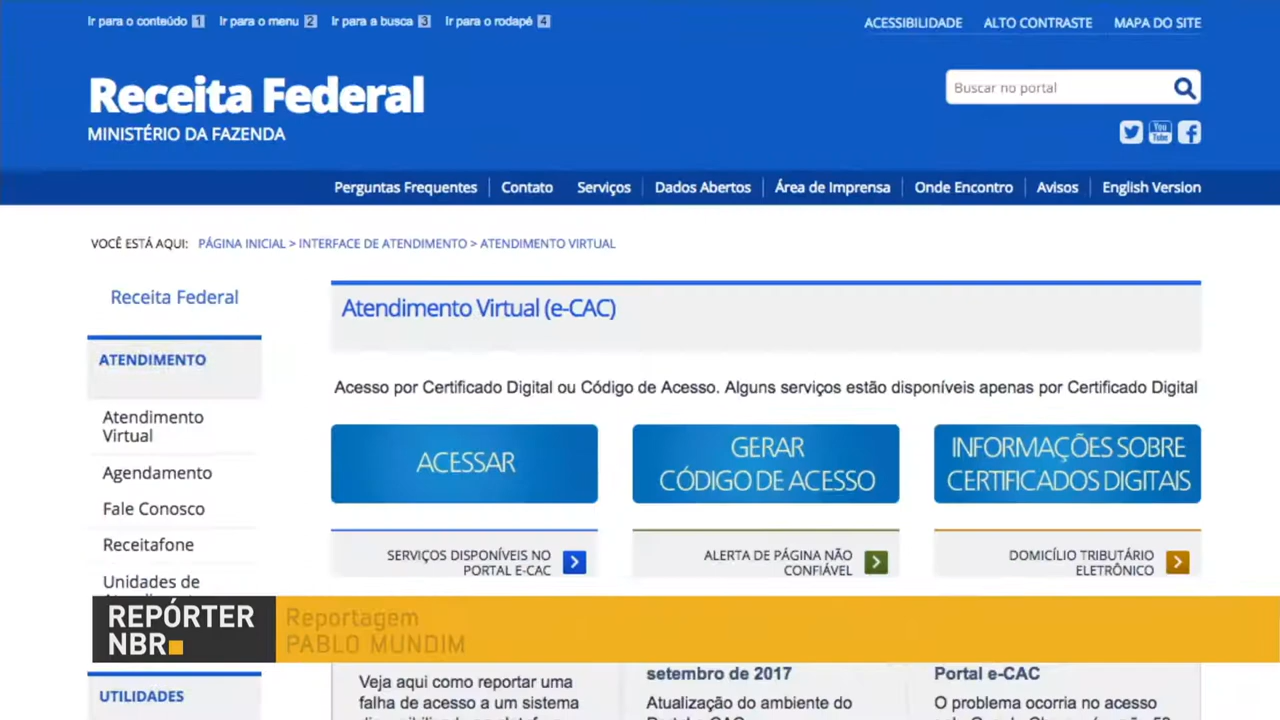 Ir para o conteúdo 1 Ir para o menu 2 Ir para a busca 3 Ir para o rodapé 4
ACESSIBILIDADE ALTO CONTRASTE MAPA DO SITE
Receita Federal
MINISTÉRIO DA FAZENDA
Buscar no portal
You Tube
Perguntas Frequentes Contato Serviços Dados Abertos Área de Imprensa Onde Encontro Avisos English Version
VOCÊ ESTÁ AQUI: PÁGINA INICIAL > INTERFACE DE ATENDIMENTO > ATENDIMENTO VIRTUAL
Receita Federal
ATENDIMENTO
Atendimento
Virtual
Agendamento
Fale Conosco
Receitafone
Unidades de
Atendimento Virtual (e-CAC)
Acesso por Certificado Digital ou Código de Acesso. Alguns serviços estão disponíveis apenas por Certificado Digital
ACESSAR
GERAR
CÓDIGO DE ACESSO
INFORMAÇÕES SOBRE
CERTIFICADOS DIGITAIS
SERVIÇOS DISPONÍVEIS NO
PORTAL E-CAC
ALERTA DE PÁGINA NÃO
CONFIÁVEL
DOMICÍLIO TRIBUTÁRIO
ELETRÔNICO
REPÓRTER
NBR
Reportagem
PABLO MUNDIM
UTILIDADES
Veja aqui como reportar uma
falha de acesso a um sistema
setembro de 2017
Atualização do ambiente do
Portal e-CAC
O problema ocorria no acesso